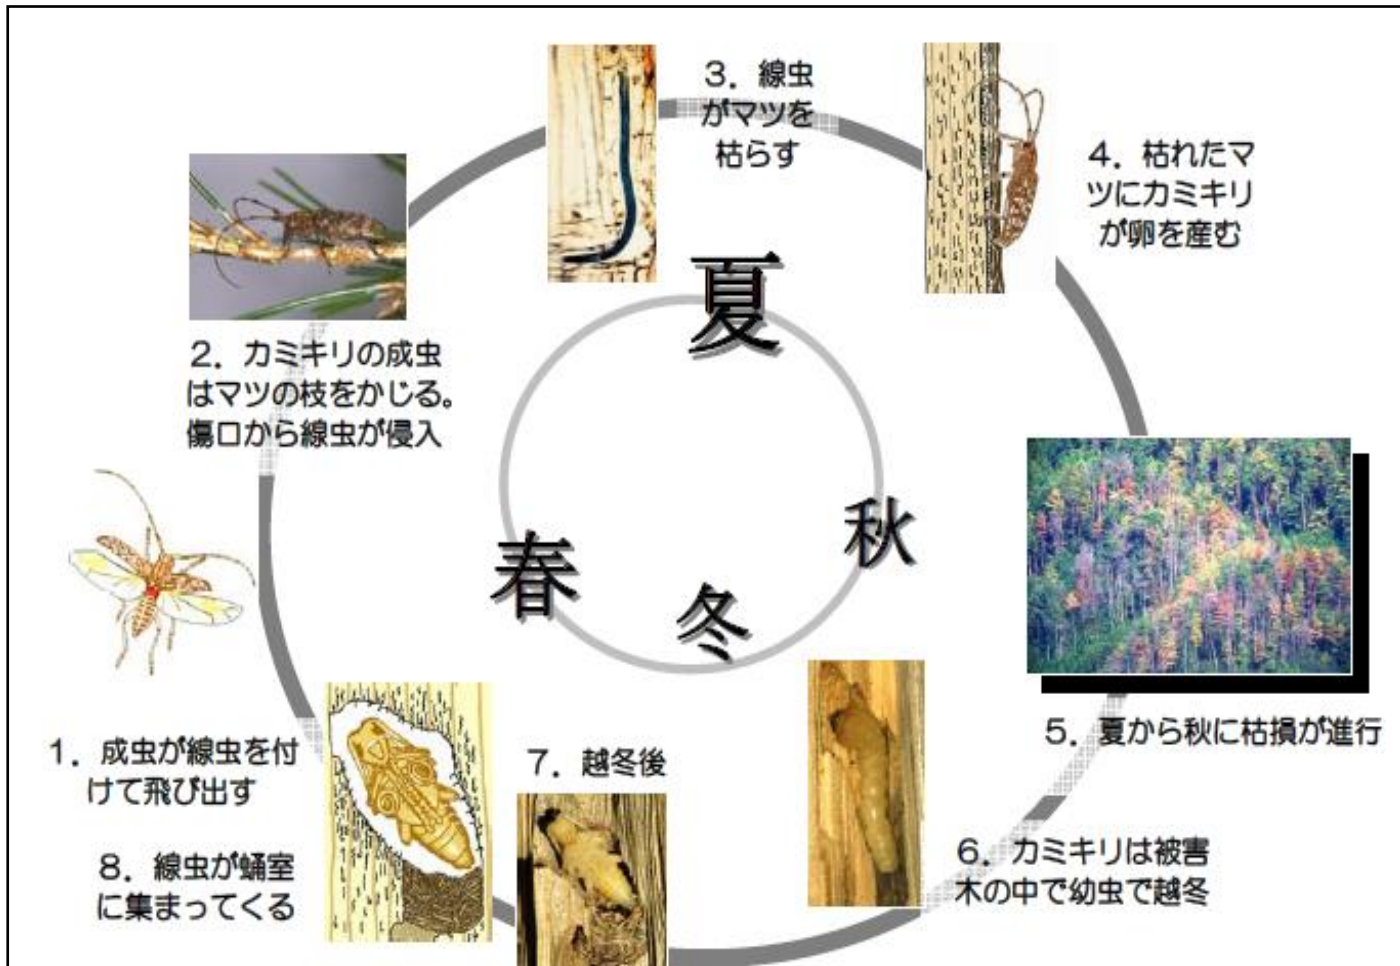 3．線虫
がマツを
枯らす
4．枯れたマ
ツにカミキリ
が卵を産む
夏
2．カミキリの成虫
はマツの枝をかじる。
傷口から線虫が侵入
秋
春
冬
5．夏から秋に枯損が進行
1．成虫が線虫を付
けて飛び出す
7．越冬後
6．カミキリは被害
木の中で幼虫で越冬
8．線虫が蛹室
に集まってくる